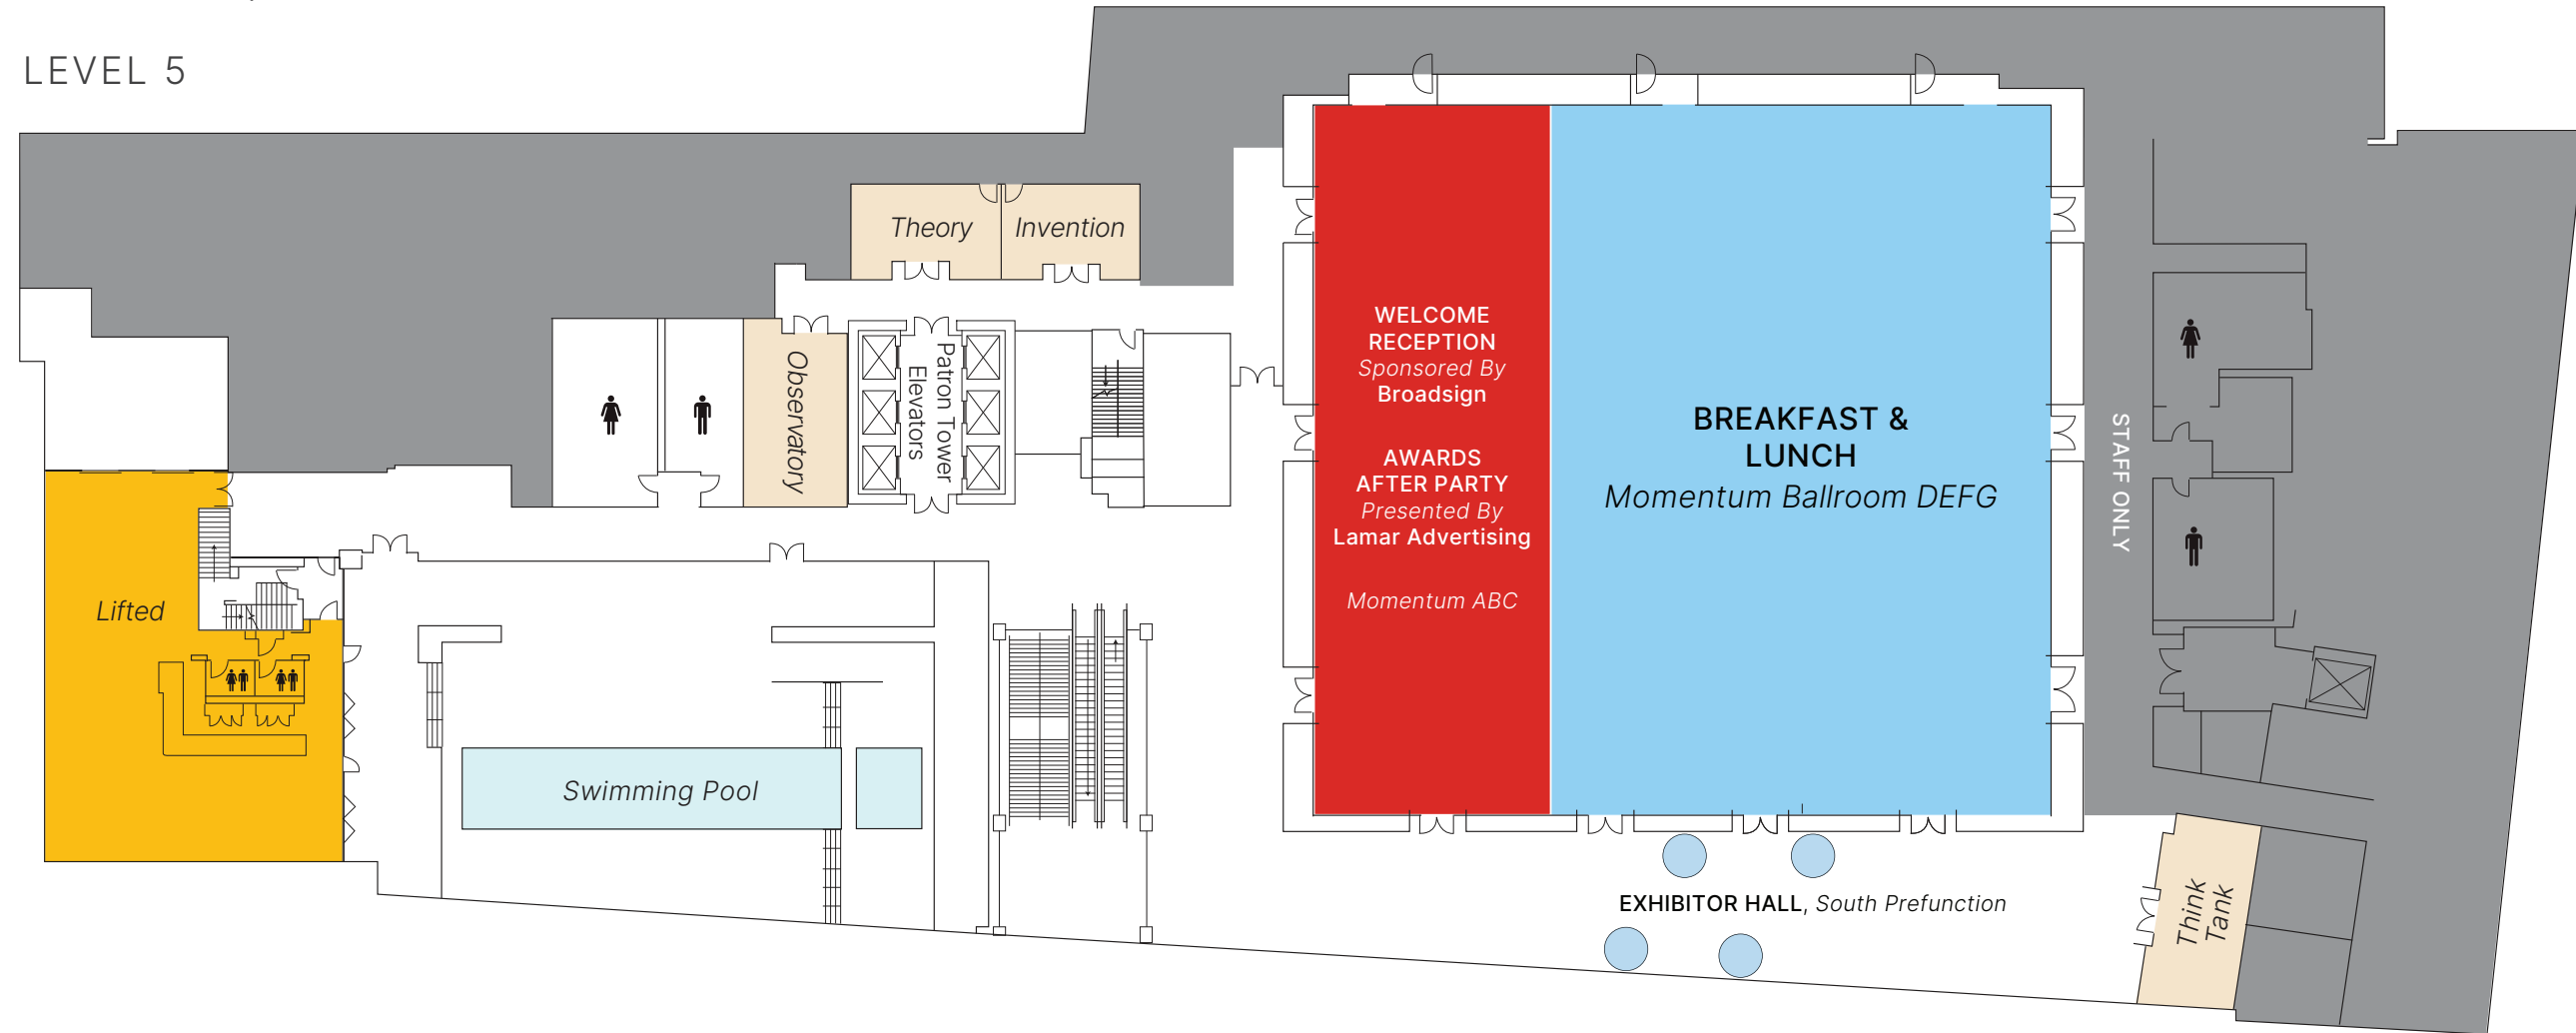 LEVEL 5
Theory
Invention
Observatory
Patron Tower
Elevators
WELCOME
RECEPTION
Sponsored By
Broadsign
AWARDS
AFTER PARTY
Presented By
Lamar Advertising
Momentum ABC
BREAKFAST &
LUNCH
Momentum Ballroom DEFG
STAFF ONLY
Lifted
Swimming Pool
EXHIBITOR HALL, South Prefunction
Think
Tank